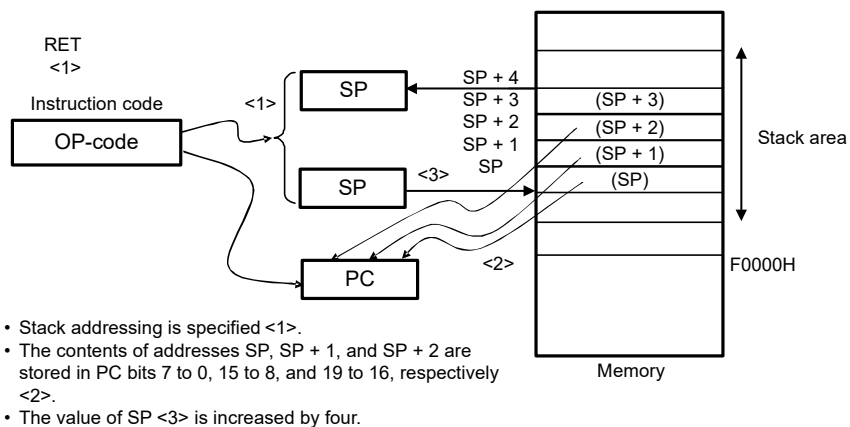 RET
<1>
Instruction code
OP-code
<1>
SP
SP
<3>
PC
<2>
SP + 4
SP + 3
SP + 2
SP + 1
SP
(SP + 3)
(SP + 2)
(SP + 1)
(SP)
Stack area
F0000H
Memory
• Stack addressing is specified <1>.
• The contents of addresses SP, SP + 1, and SP + 2 are
stored in PC bits 7 to 0, 15 to 8, and 19 to 16, respectively
<2>.
• The value of SP <3> is increased by four.